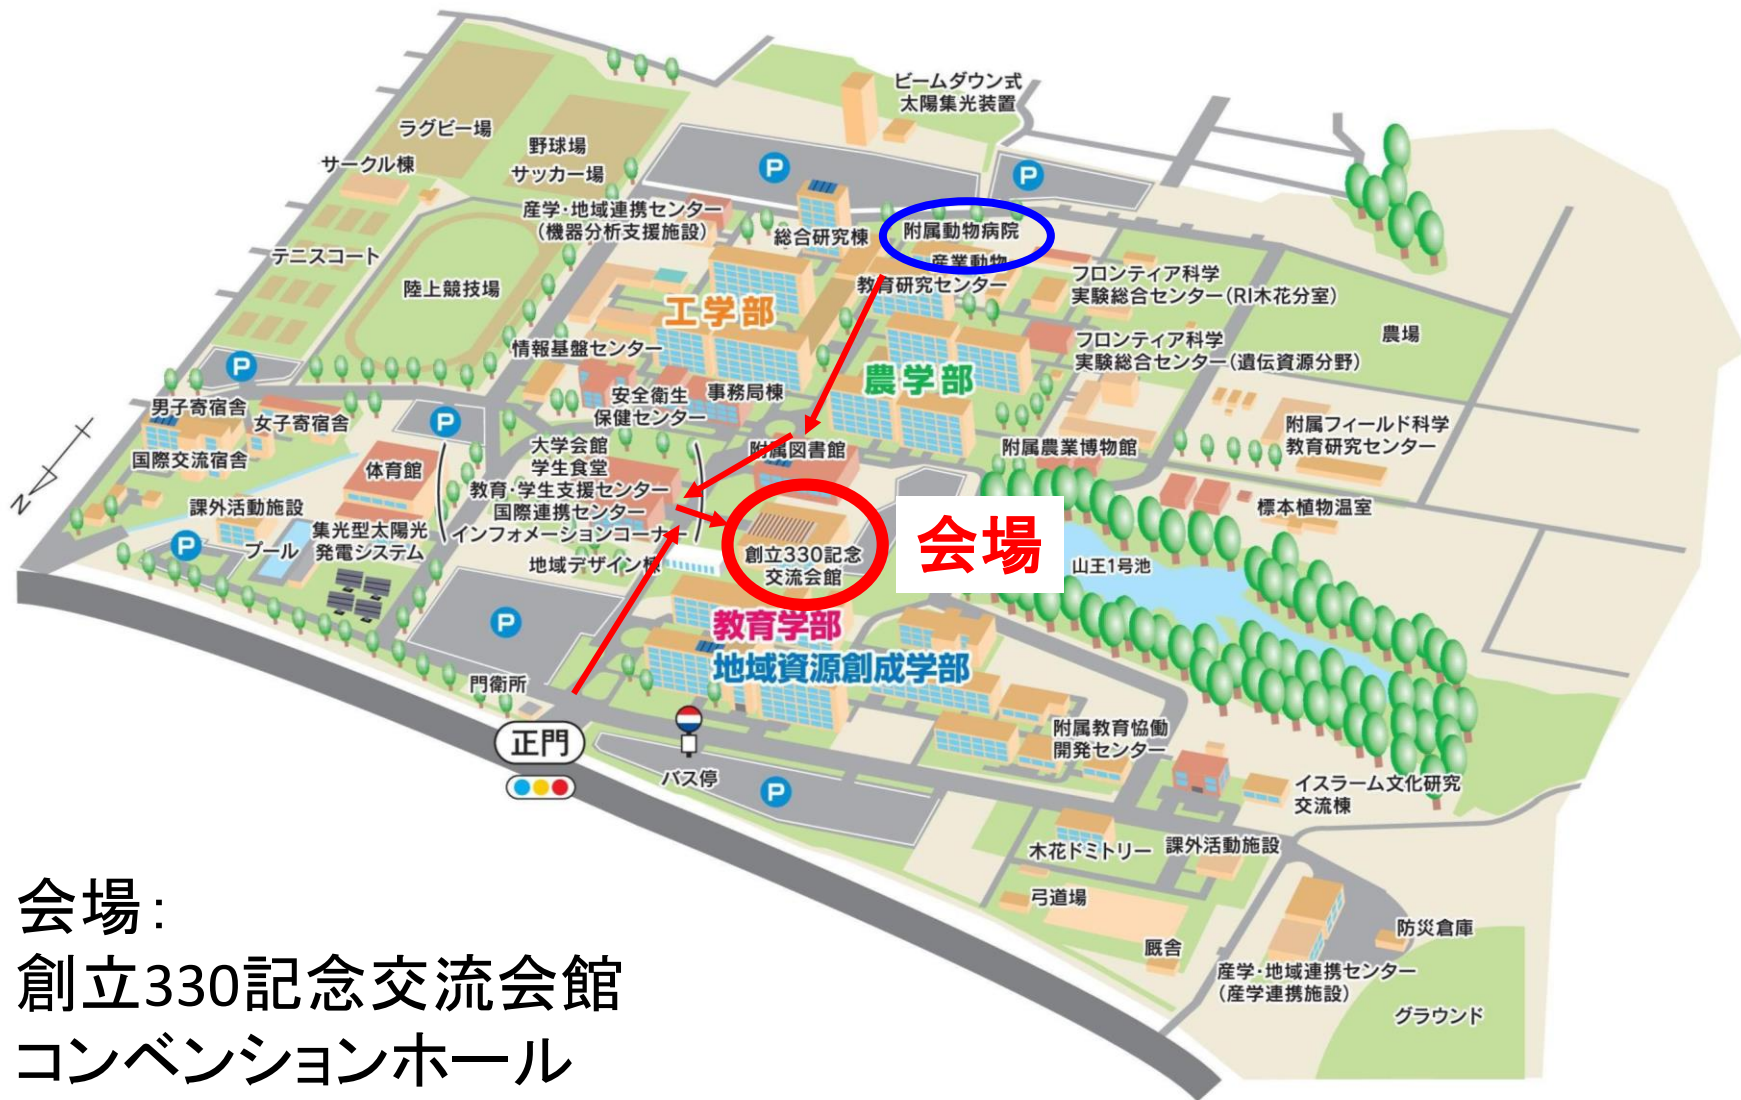 ビームダウン式
太陽集光装置
ラグビー場
野球場
サッカー場
サークル棟
P
P
産学・地域連携センター
(機器分析支援施設)
総合研究棟
附属動物病院
産業動物
教育研究センター
テニスコート
陸上競技場
フロンティア科学
実験総合センター(RI木花分室)
工学部
農場
情報基盤センター
フロンティア科学
実験総合センター(遺伝資源分野)
P
農学部
安全衛生
保健センター
事務局棟
男子寄宿舎
女子寄宿舎
P
附属フィールド科学
教育研究センター
国際交流宿舎
体育館
大学会館
学生食堂
教育・学生支援センター
国際連携センター
インフォメーションコーナー
附属図書館
附属農業博物館
N
課外活動施設
標本植物温室
集光型太陽光
発電システム
P
プール
地域デザイン棟
創立330記念
交流会館
会場
山王1号池
P
教育学部
地域資源創成学部
門衛所
正門
バス停
P
附属教育協働
開発センター
イスラーム文化研究
交流棟
木花ドミトリー
課外活動施設
弓道場
厩舎
防災倉庫
産学・地域連携センター
(産学連携施設)
グラウンド
会場：
創立330記念交流会館
コンベンションホール